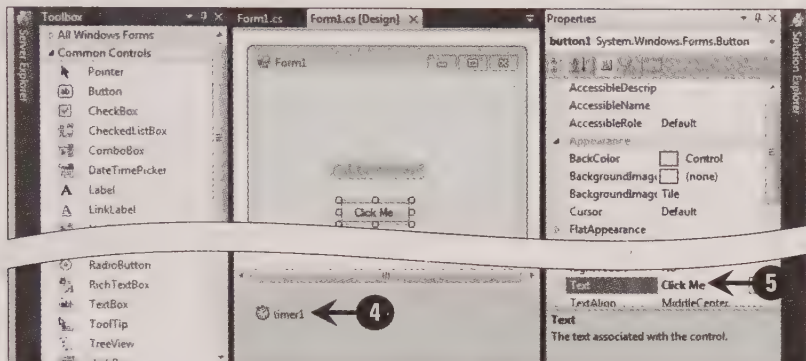 Server Explorer
Toolbox
All Windows Forms
Common Controls
Pointer
Button
CheckBox
CheckedListBox
ComboBox
DateTimePicker
Label
LinkLabel
RadioButton
RichTextBox
TextBox
ToolTip
TreeView
Form1.cs
Form1.cs [Design]
Form1
Click Me
timer1
4
Properties
button1 System.Windows.Forms.Button
AccessibleDescrip
AccessibleName
AccessibleRole Default
Appearance
BackColor Control
BackgroundImage (none)
BackgroundImage Tile
Cursor Default
FlatAppearance
Text Click Me
5
TextAlign MiddleCenter
Text
The text associated with the control.
Solution Explorer